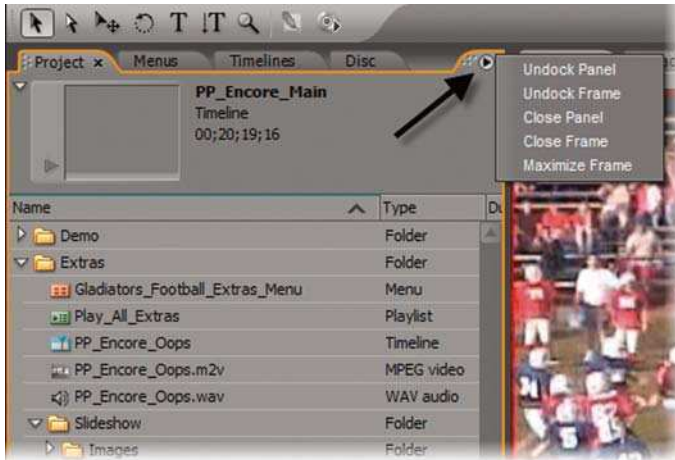 T IT
Project × Menus Timelines Disc
PP_Encore_Main
Timeline
00;20;19;16
Undock Panel
Undock Frame
Close Panel
Close Frame
Maximize Frame
Name Type Du
Demo Folder
Extras Folder
Gladiators_Football_Extras_Menu Menu
Play_All_Extras Playlist
PP_Encore_Oops Timeline
PP_Encore_Oops.m2v MPEG video
PP_Encore_Oops.wav WAV audio
Slideshow Folder
Images Folder